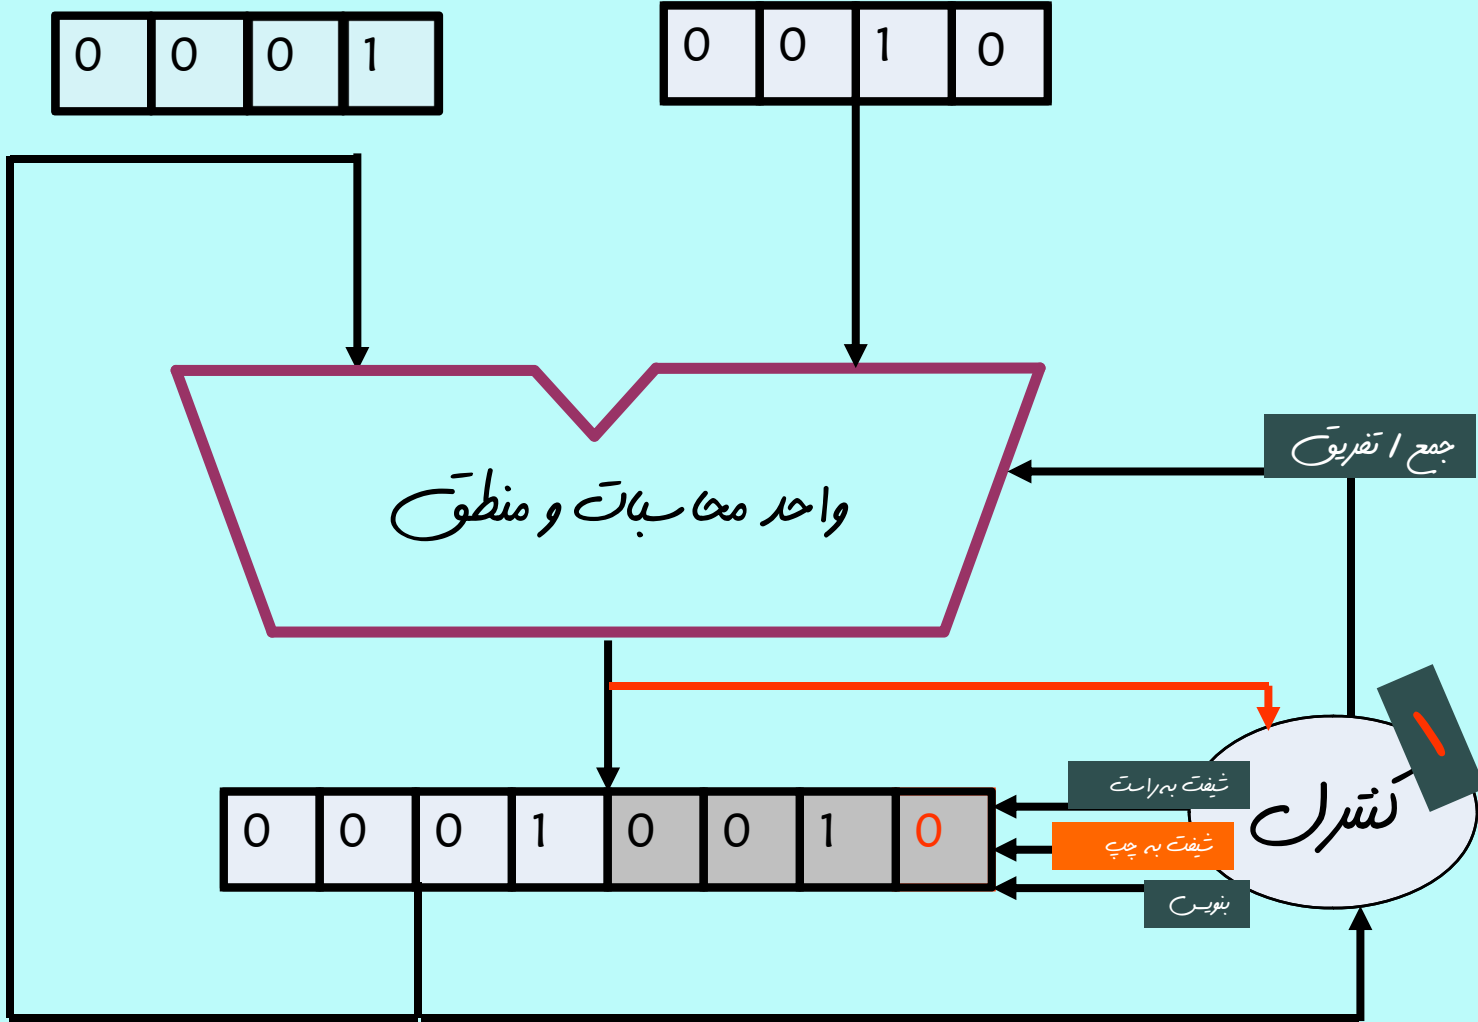 0 0 0 1
0 0 1 0
جمع / تفریق
واحد محاسبات و منطق
۱
شیفت به راست
کنترل
0 0 0 1 0 0 1 0
شیفت به چپ
بنویس